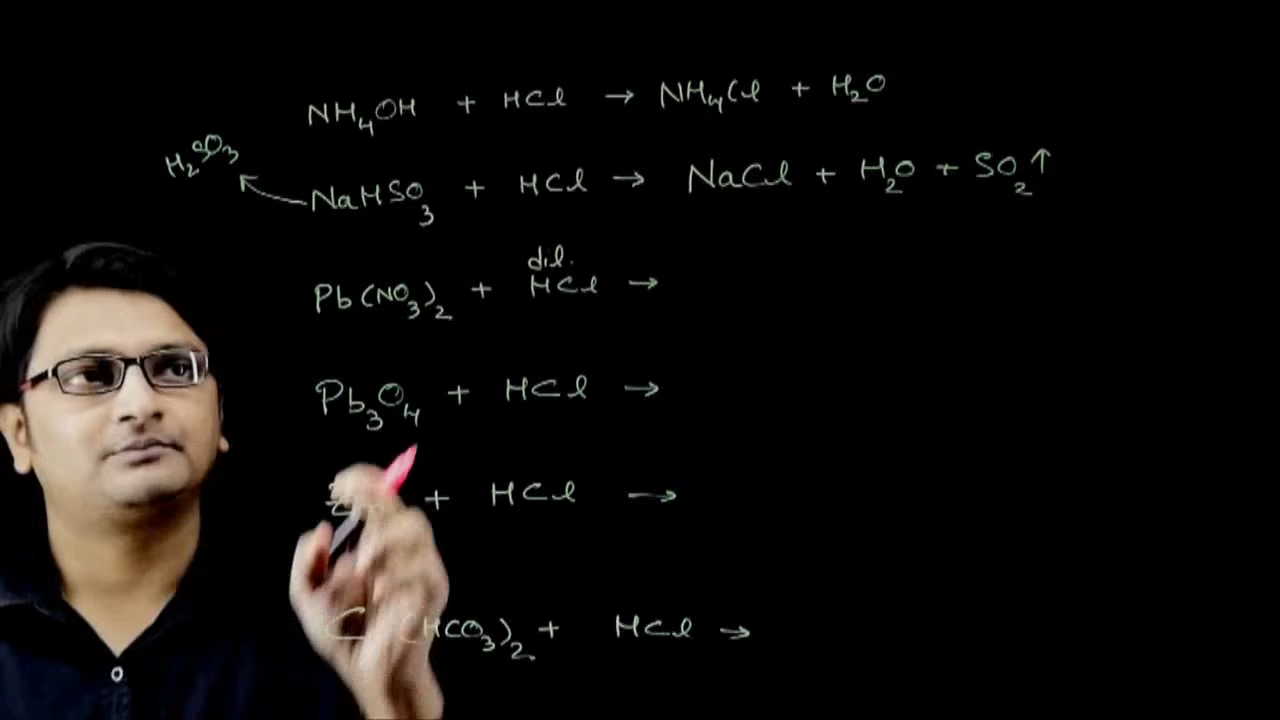 NH₄OH + HCl → NH₄Cl + H₂O
H₂SO₃
NaHSO₃ + HCl → NaCl + H₂O + SO₂↑
dil.
Pb(NO₃)₂ + HCl →
Pb₃O₄ + HCl →
+ HCl →
(HCO₃)₂ + HCl →